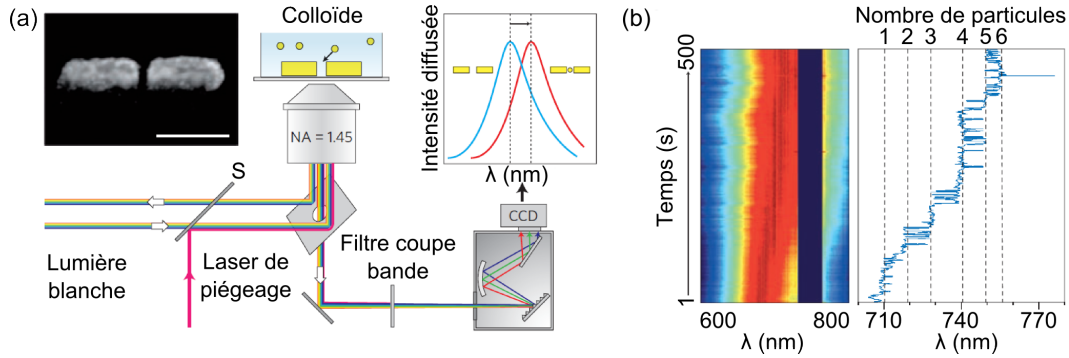 (a)
Colloïde
NA = 1.45
S
Lumière
blanche
Laser de
piégeage
Filtre coupe
bande
CCD
Intensité diffusée
λ (nm)
(b)
Temps (s)
1
500
600
800
λ (nm)
Nombre de particules
1 2 3 4 5 6
710
740
770
λ (nm)